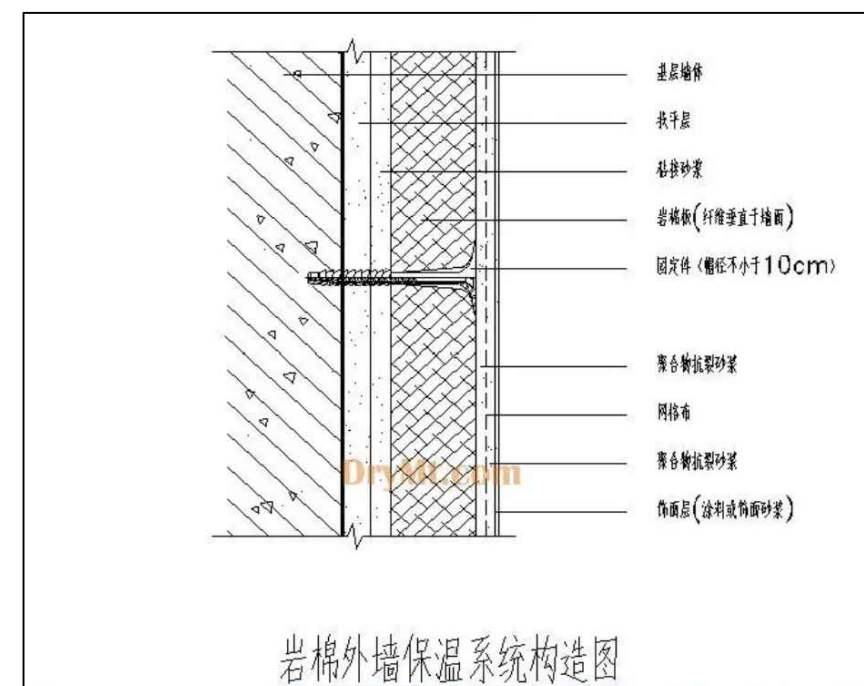 基层墙体
找平层
粘接砂浆
岩棉板(纤维垂直于墙面)
固定件(帽径不小于10cm)
聚合物抗裂砂浆
网格布
聚合物抗裂砂浆
饰面层(涂料或饰面砂浆)
DryMt.com
岩棉外墙保温系统构造图